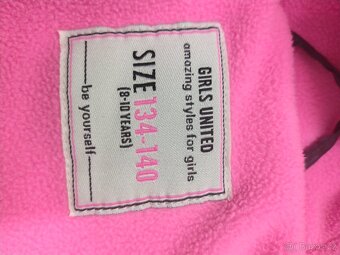 GIRLS UNITED
amazing styles for girls
SIZE 134-140
(8-10 YEARS)
be yourself